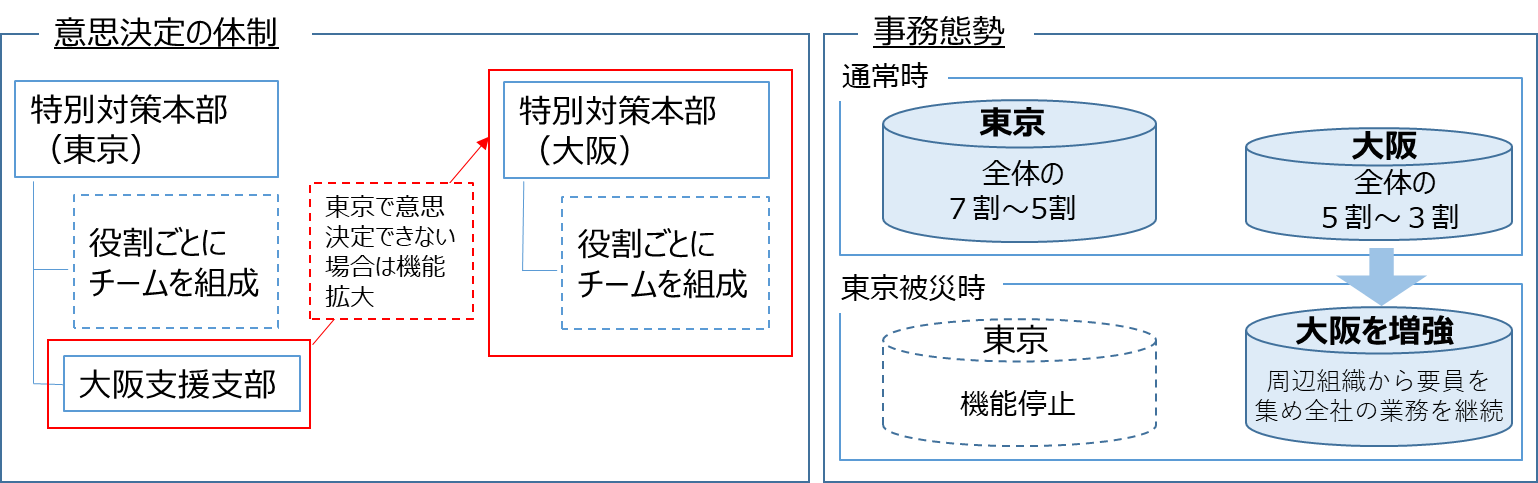 意思決定の体制
特別対策本部
（東京）
役割ごとに
チームを組成
大阪支援支部
東京で意思
決定できない
場合は機能
拡大
特別対策本部
（大阪）
役割ごとに
チームを組成
事務態勢
通常時
東京
全体の
７割～5割
大阪
全体の
５割～３割
東京被災時
東京
機能停止
大阪を増強
周辺組織から要員を
集め全社の業務を継続